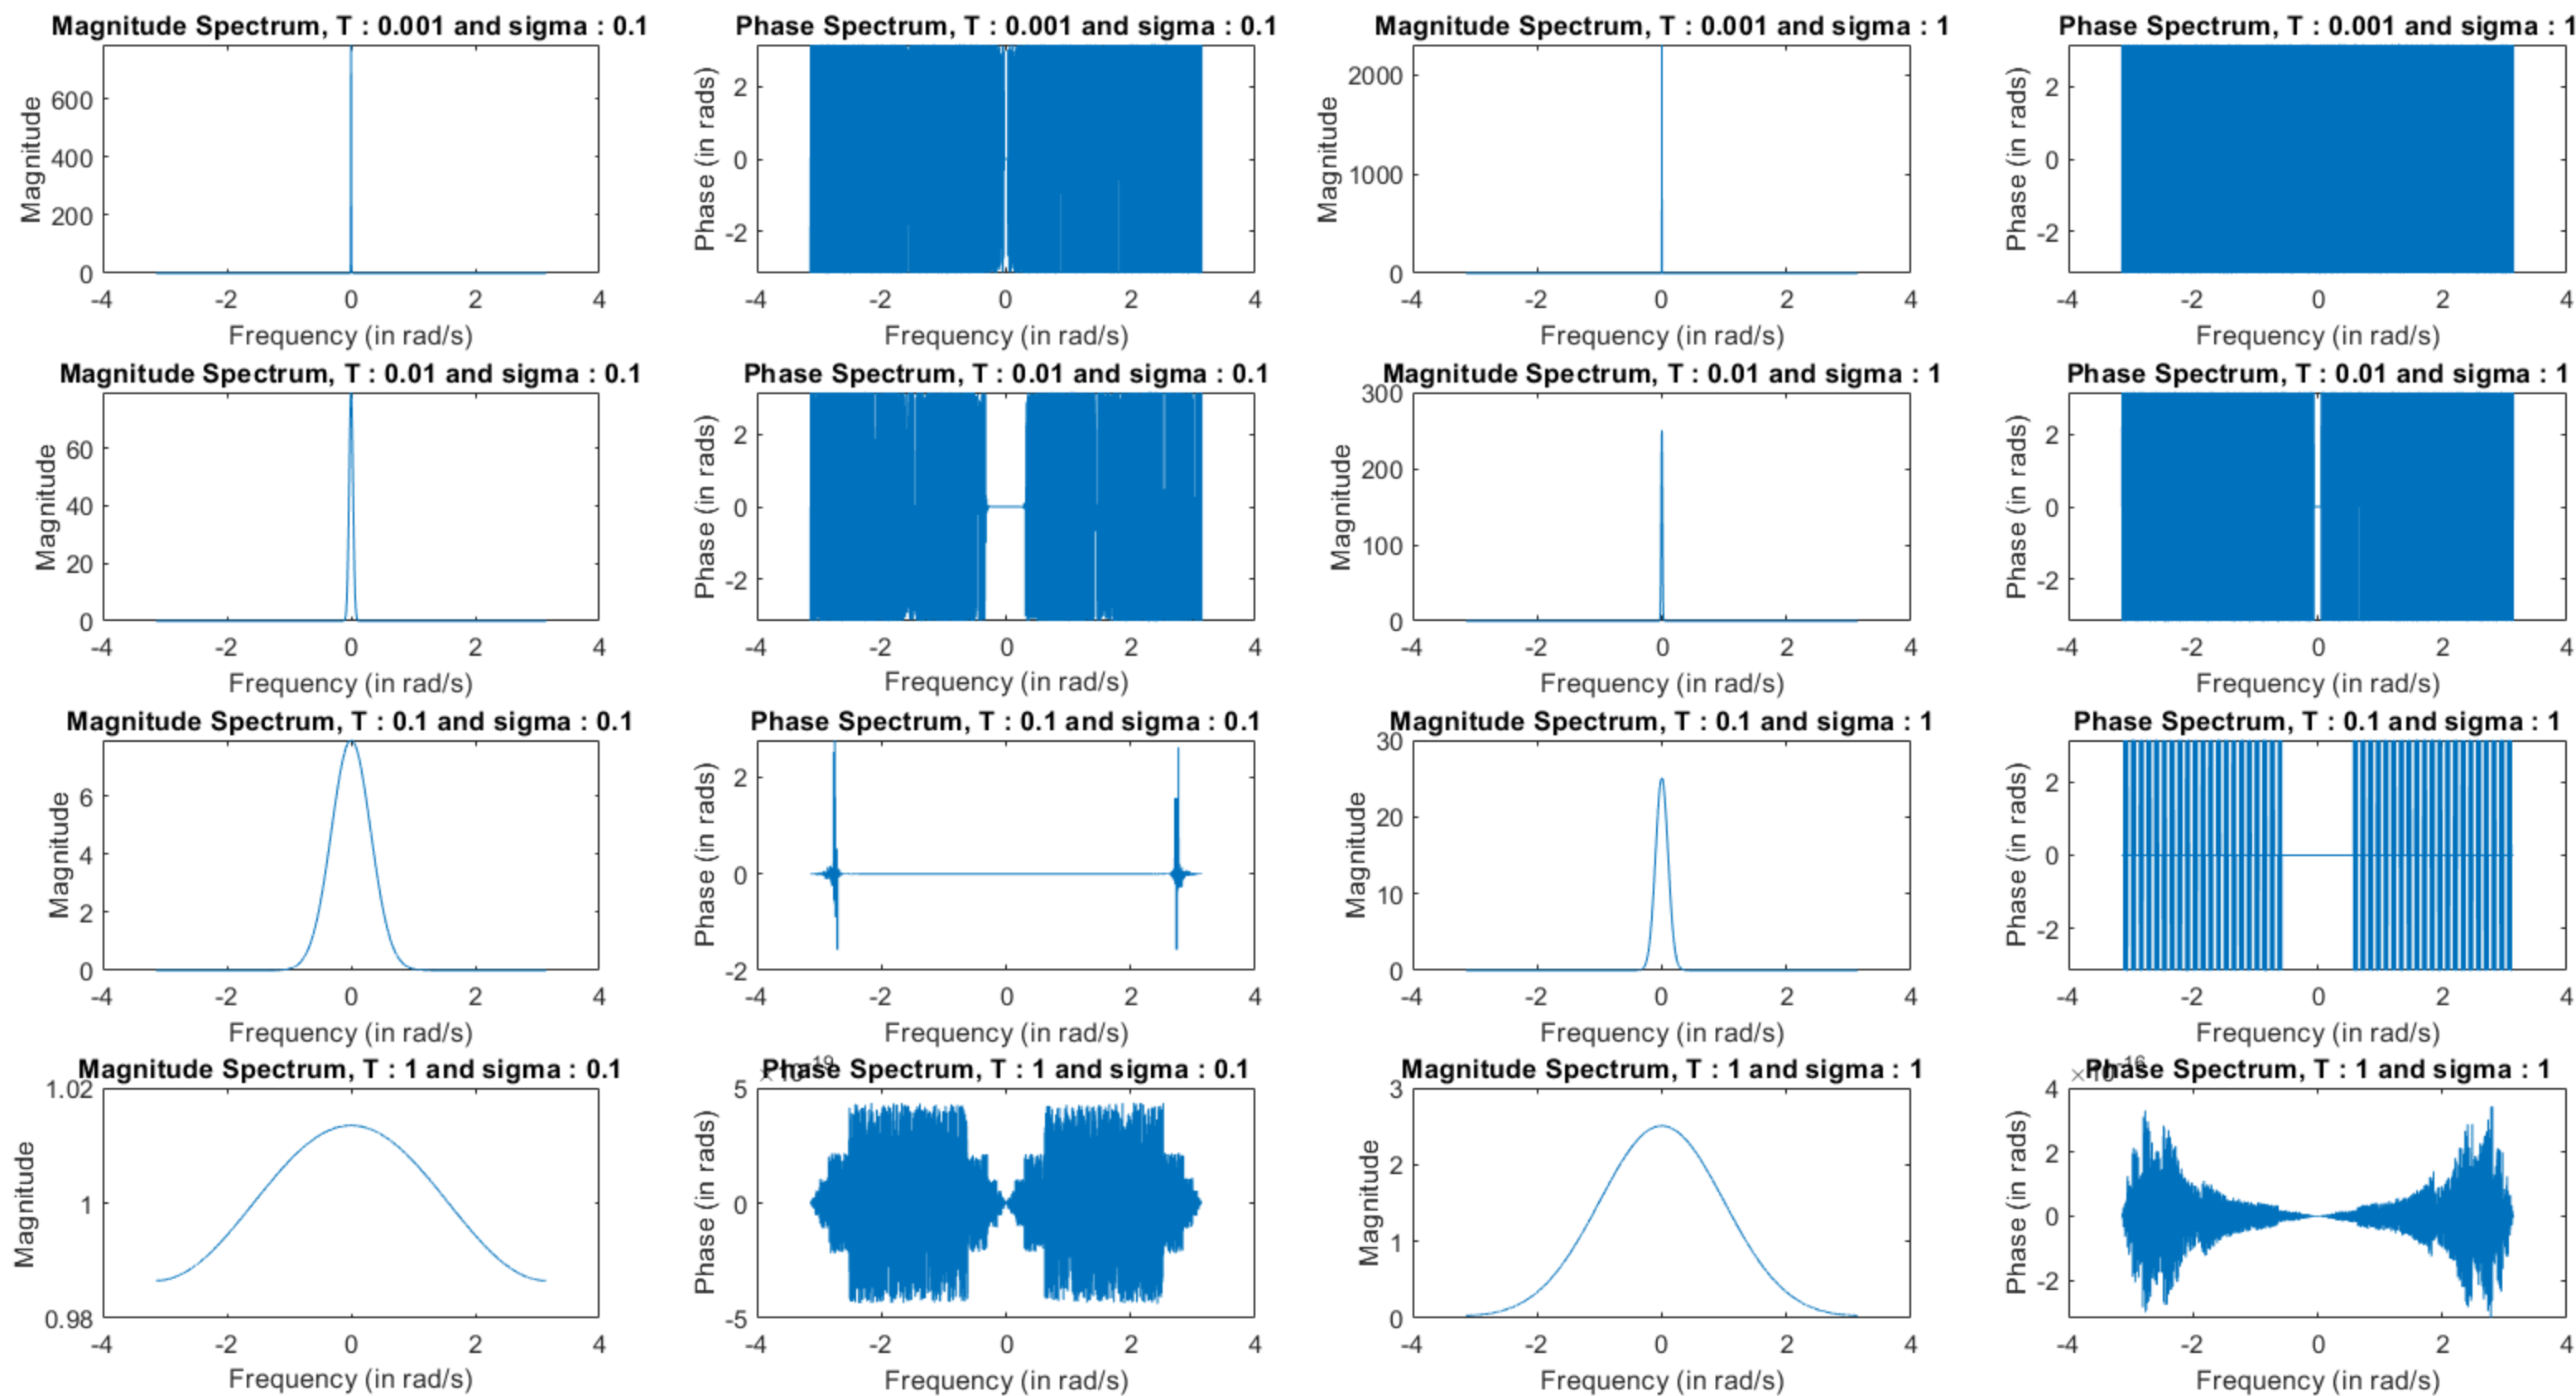 Magnitude Spectrum, T : 0.001 and sigma : 0.1
Magnitude
600
400
200
0
-4
-2
0
2
4
Frequency (in rad/s)
Phase Spectrum, T : 0.001 and sigma : 0.1
Phase (in rads)
2
0
-2
-4
-2
0
2
4
Frequency (in rad/s)
Magnitude Spectrum, T : 0.001 and sigma : 1
Magnitude
2000
1000
0
-4
-2
0
2
4
Frequency (in rad/s)
Phase Spectrum, T : 0.001 and sigma : 1
Phase (in rads)
2
0
-2
-4
-2
0
2
4
Frequency (in rad/s)
Magnitude Spectrum, T : 0.01 and sigma : 0.1
Magnitude
60
40
20
0
-4
-2
0
2
4
Frequency (in rad/s)
Phase Spectrum, T : 0.01 and sigma : 0.1
Phase (in rads)
2
0
-2
-4
-2
0
2
4
Frequency (in rad/s)
Magnitude Spectrum, T : 0.01 and sigma : 1
Magnitude
300
200
100
0
-4
-2
0
2
4
Frequency (in rad/s)
Phase Spectrum, T : 0.01 and sigma : 1
Phase (in rads)
2
0
-2
-4
-2
0
2
4
Frequency (in rad/s)
Magnitude Spectrum, T : 0.1 and sigma : 0.1
Magnitude
6
4
2
0
-4
-2
0
2
4
Frequency (in rad/s)
Phase Spectrum, T : 0.1 and sigma : 0.1
Phase (in rads)
2
0
-2
-4
-2
0
2
4
Frequency (in rad/s)
Magnitude Spectrum, T : 0.1 and sigma : 1
Magnitude
30
20
10
0
-4
-2
0
2
4
Frequency (in rad/s)
Phase Spectrum, T : 0.1 and sigma : 1
Phase (in rads)
2
0
-2
-4
-2
0
2
4
Frequency (in rad/s)
Magnitude Spectrum, T : 1 and sigma : 0.1
Magnitude
1.02
1
0.98
-4
-2
0
2
4
Frequency (in rad/s)
Phase Spectrum, T : 1 and sigma : 0.1
Phase (in rads)
5
0
-5
-4
-2
0
2
4
Frequency (in rad/s)
Magnitude Spectrum, T : 1 and sigma : 1
Magnitude
3
2
1
0
-4
-2
0
2
4
Frequency (in rad/s)
Phase Spectrum, T : 1 and sigma : 1
Phase (in rads)
4
2
0
-2
-4
-2
0
2
4
Frequency (in rad/s)